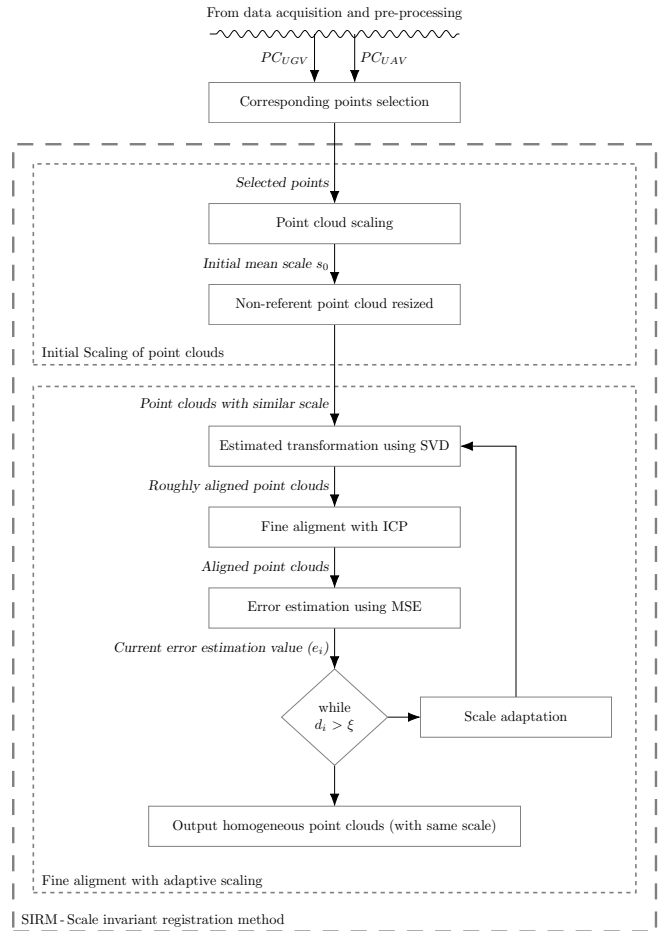 From data acquisition and pre-processing
PC_UGV
PC_UAV
Corresponding points selection
Selected points
Point cloud scaling
Initial mean scale s₀
Non-referent point cloud resized
Initial Scaling of point clouds
Point clouds with similar scale
Estimated transformation using SVD
Roughly aligned point clouds
Fine aligment with ICP
Aligned point clouds
Error estimation using MSE
Current error estimation value (eᵢ)
while
dᵢ > ξ
Scale adaptation
Output homogeneous point clouds (with same scale)
Fine aligment with adaptive scaling
SIRM - Scale invariant registration method